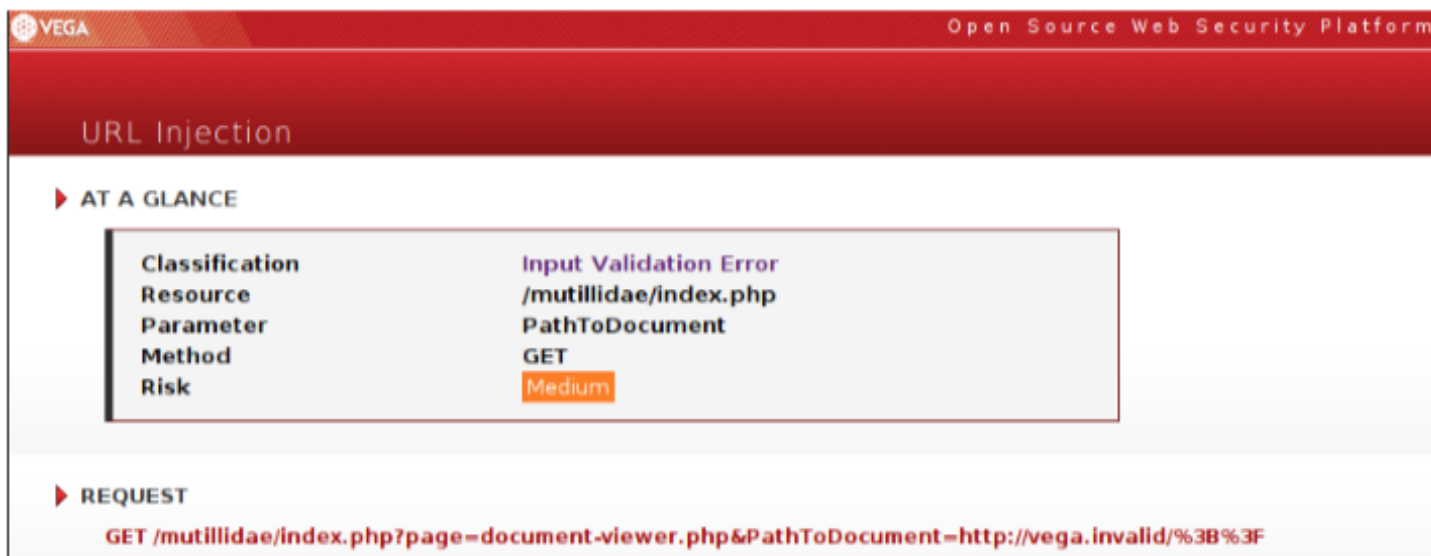 VEGA Open Source Web Security Platform
URL Injection
AT A GLANCE
Classification Input Validation Error
Resource /mutillidae/index.php
Parameter PathToDocument
Method GET
Risk Medium
REQUEST
GET /mutillidae/index.php?page=document-viewer.php&PathToDocument=http://vega.invalid/%3B%3F